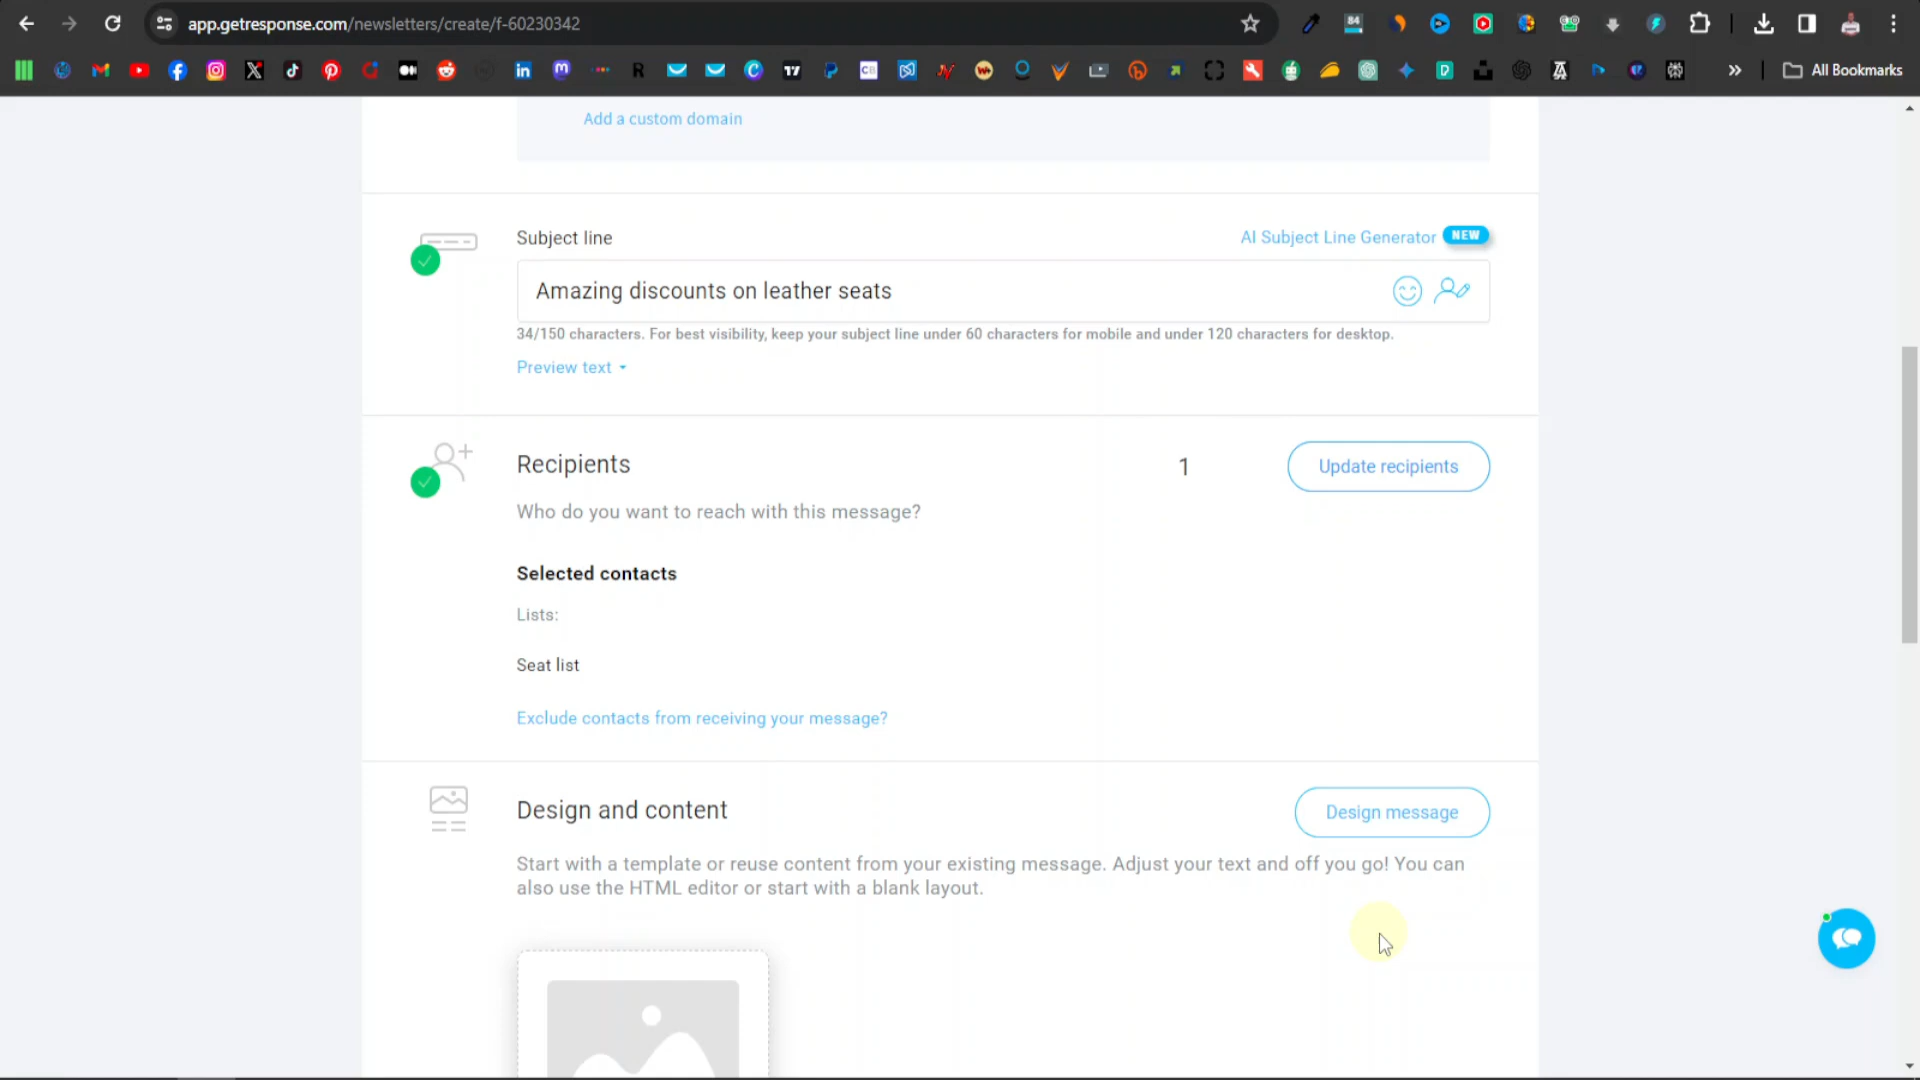 app.getresponse.com/newsletters/create/f-60230342
84
All Bookmarks
Add a custom domain
Subject line
AI Subject Line Generator NEW
Amazing discounts on leather seats
34/150 characters. For best visibility, keep your subject line under 60 characters for mobile and under 120 characters for desktop.
Preview text
Recipients
1
Update recipients
Who do you want to reach with this message?
Selected contacts
Lists:
Seat list
Exclude contacts from receiving your message?
Design and content
Design message
Start with a template or reuse content from your existing message. Adjust your text and off you go! You can
also use the HTML editor or start with a blank layout.